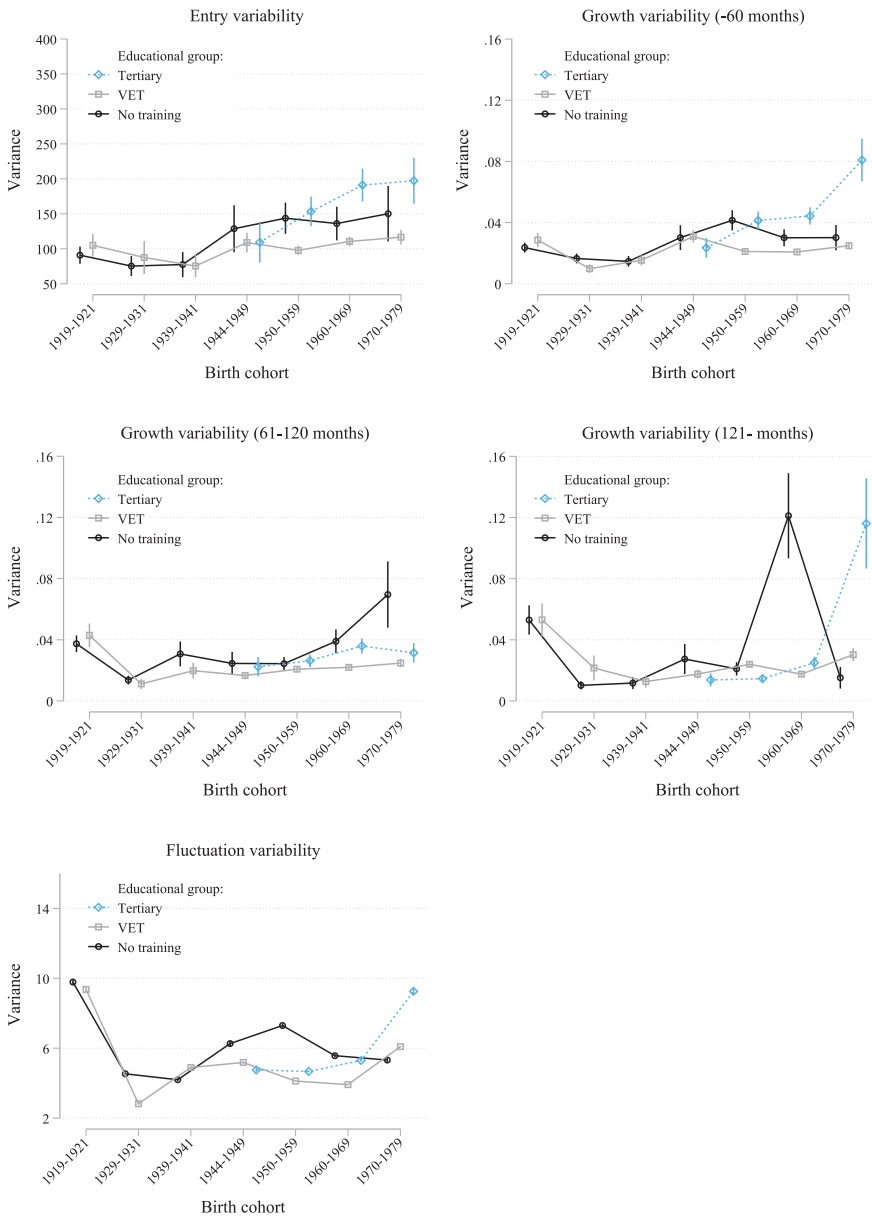 Entry variability
400
350
300
250
200
150
100
50
Variance
Educational group:
Tertiary
VET
No training
1919-1921
1929-1931
1939-1941
1944-1949
1950-1959
1960-1969
1970-1979
Birth cohort
Growth variability (-60 months)
.16
.12
.08
.04
0
Variance
Educational group:
Tertiary
VET
No training
1919-1921
1929-1931
1939-1941
1944-1949
1950-1959
1960-1969
1970-1979
Birth cohort
Growth variability (61-120 months)
.16
.12
.08
.04
0
Variance
Educational group:
Tertiary
VET
No training
1919-1921
1929-1931
1939-1941
1944-1949
1950-1959
1960-1969
1970-1979
Birth cohort
Growth variability (121- months)
.16
.12
.08
.04
0
Variance
Educational group:
Tertiary
VET
No training
1919-1921
1929-1931
1939-1941
1944-1949
1950-1959
1960-1969
1970-1979
Birth cohort
Fluctuation variability
14
10
6
2
Variance
Educational group:
Tertiary
VET
No training
1919-1921
1929-1931
1939-1941
1944-1949
1950-1959
1960-1969
1970-1979
Birth cohort